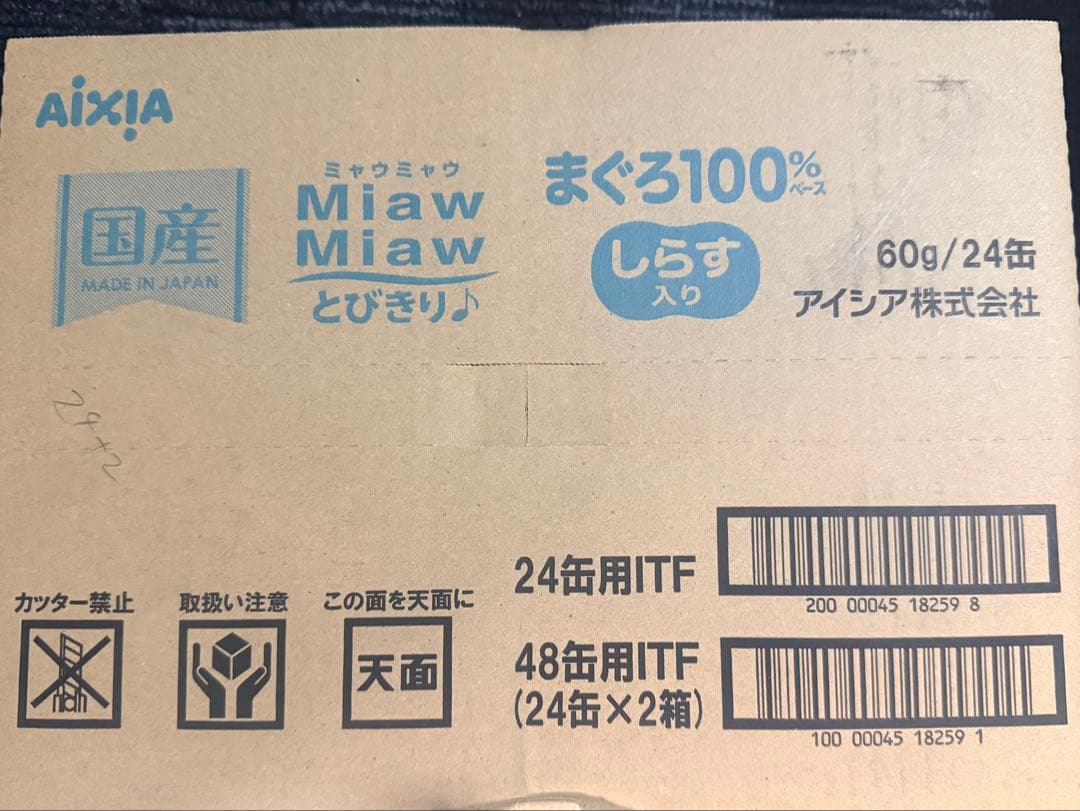 AIXIA
国産
MADE IN JAPAN
ミャウミャウ
Miaw
Miaw
とびきり♪
まぐろ100%ベース
しらす
入り
60g/24缶
アイシア株式会社
24+2
カッター禁止
取扱い注意
この面を天面に
天面
24缶用ITF
200 00045 18259 8
48缶用ITF
(24缶×2箱)
100 00045 18259 1